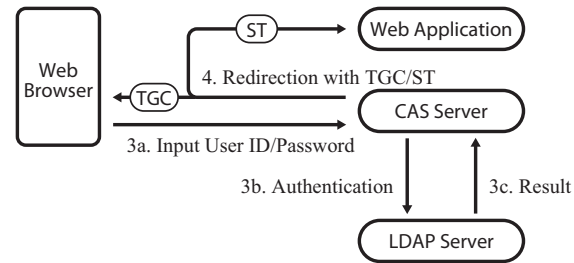 ST
Web Application
Web
Browser
4. Redirection with TGC/ST
TGC
CAS Server
3a. Input User ID/Password
3b. Authentication
3c. Result
LDAP Server